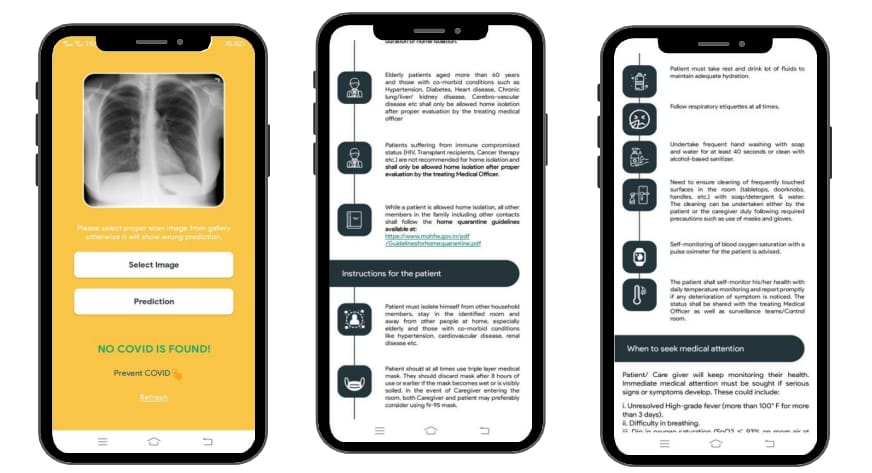 Please select proper scan image from gallery
otherwise it will show wrong prediction.
Select Image
Prediction
NO COVID IS FOUND!
Prevent COVID
Refresh
duration of home isolation.
Elderly patients aged more than 60 years
and those with co-morbid conditions such as
Hypertension, Diabetes, Heart disease, Chronic
lung/liver/ kidney disease, Cerebro-vascular
disease etc shall only be allowed home isolation
after proper evaluation by the treating medical
officer
Patients suffering from immune compromised
status (HIV, Transplant recipients, Cancer therapy
etc.) are not recommended for home isolation and
shall only be allowed home isolation after proper
evaluation by the treating Medical Officer.
While a patient is allowed home isolation, all other
members in the family including other contacts
shall follow the home quarantine guidelines
available at:
https://www.mohfw.gov.in/pdf
/Guidelinesforhomequarantine.pdf
Instructions for the patient
Patient must isolate himself from other household
members, stay in the identified room and
away from other people at home, especially
elderly and those with co-morbid conditions
like hypertension, cardiovascular disease, renal
disease etc.
Patient should at all times use triple layer medical
mask. They should discard mask after 8 hours of
use or earlier if the mask becomes wet or is visibly
soiled. In the event of Caregiver entering the
room, both Caregiver and patient may preferably
consider using N-95 mask.
Patient must take rest and drink lot of fluids to
maintain adequate hydration.
Follow respiratory etiquettes at all times.
Undertake frequent hand washing with soap
and water for at least 40 seconds or clean with
alcohol-based sanitizer.
Need to ensure cleaning of frequently touched
surfaces in the room (tabletops, doorknobs,
handles, etc.) with soap/detergent & water.
The cleaning can be undertaken either by the
patient or the caregiver duly following required
precautions such as use of masks and gloves.
Self-monitoring of blood oxygen saturation with a
pulse oximeter for the patient is advised.
The patient shall self-monitor his/her health with
daily temperature monitoring and report promptly
if any deterioration of symptom is noticed. The
status shall be shared with the treating Medical
Officer as well as surveillance teams/Control
room.
When to seek medical attention
Patient/ Care giver will keep monitoring their health.
Immediate medical attention must be sought if serious
signs or symptoms develop. These could include:
i. Unresolved High-grade fever (more than 100° F for more
than 3 days).
ii. Difficulty in breathing.
iii. Dip in oxygen saturation (SpO2 ≤ 93% on room air at